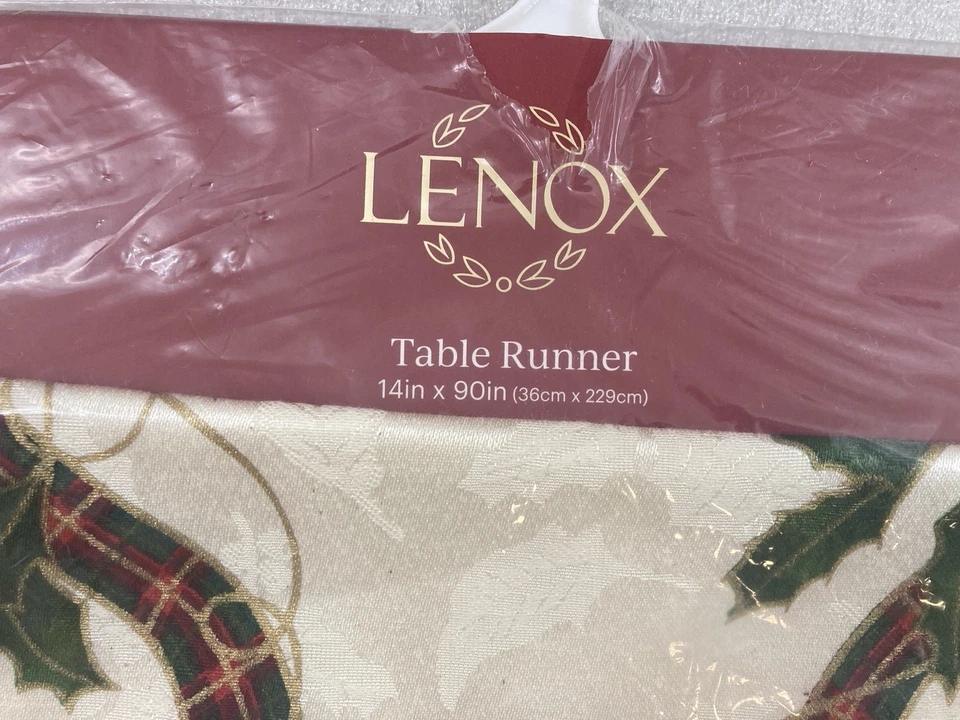 LENOX
Table Runner
14in x 90in (36cm x 229cm)